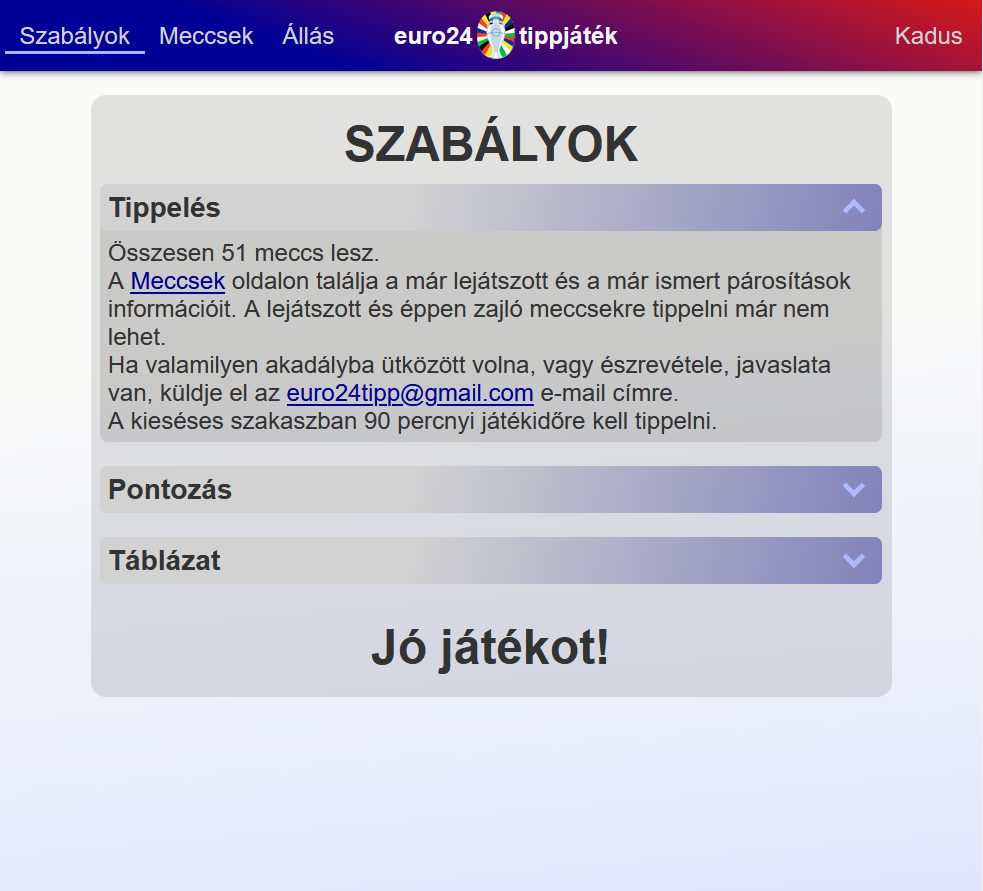 Szabályok Meccsek Állás euro24 tippjáték Kadus
SZABÁLYOK
Tippelés
Összesen 51 meccs lesz.
A Meccsek oldalon találja a már lejátszott és a már ismert párosítások
információit. A lejátszott és éppen zajló meccsekre tippelni már nem
lehet.
Ha valamilyen akadályba ütközött volna, vagy észrevétele, javaslata
van, küldje el az euro24tipp@gmail.com e-mail címre.
A kieséses szakaszban 90 percnyi játékidőre kell tippelni.
Pontozás
Táblázat
Jó játékot!